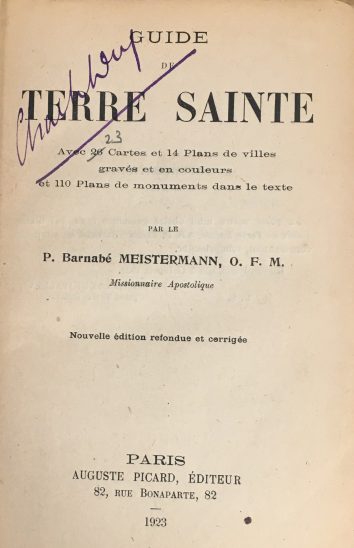 GUIDE
DE
TERRE SAINTE
23
Avec 26 Cartes et 14 Plans de villes
gravés et en couleurs
et 110 Plans de monuments dans le texte
PAR LE
P. Barnabé MEISTERMANN, O. F. M.
Missionnaire Apostolique
Nouvelle édition refondue et corrigée
PARIS
AUGUSTE PICARD, ÉDITEUR
82, RUE BONAPARTE, 82
1923